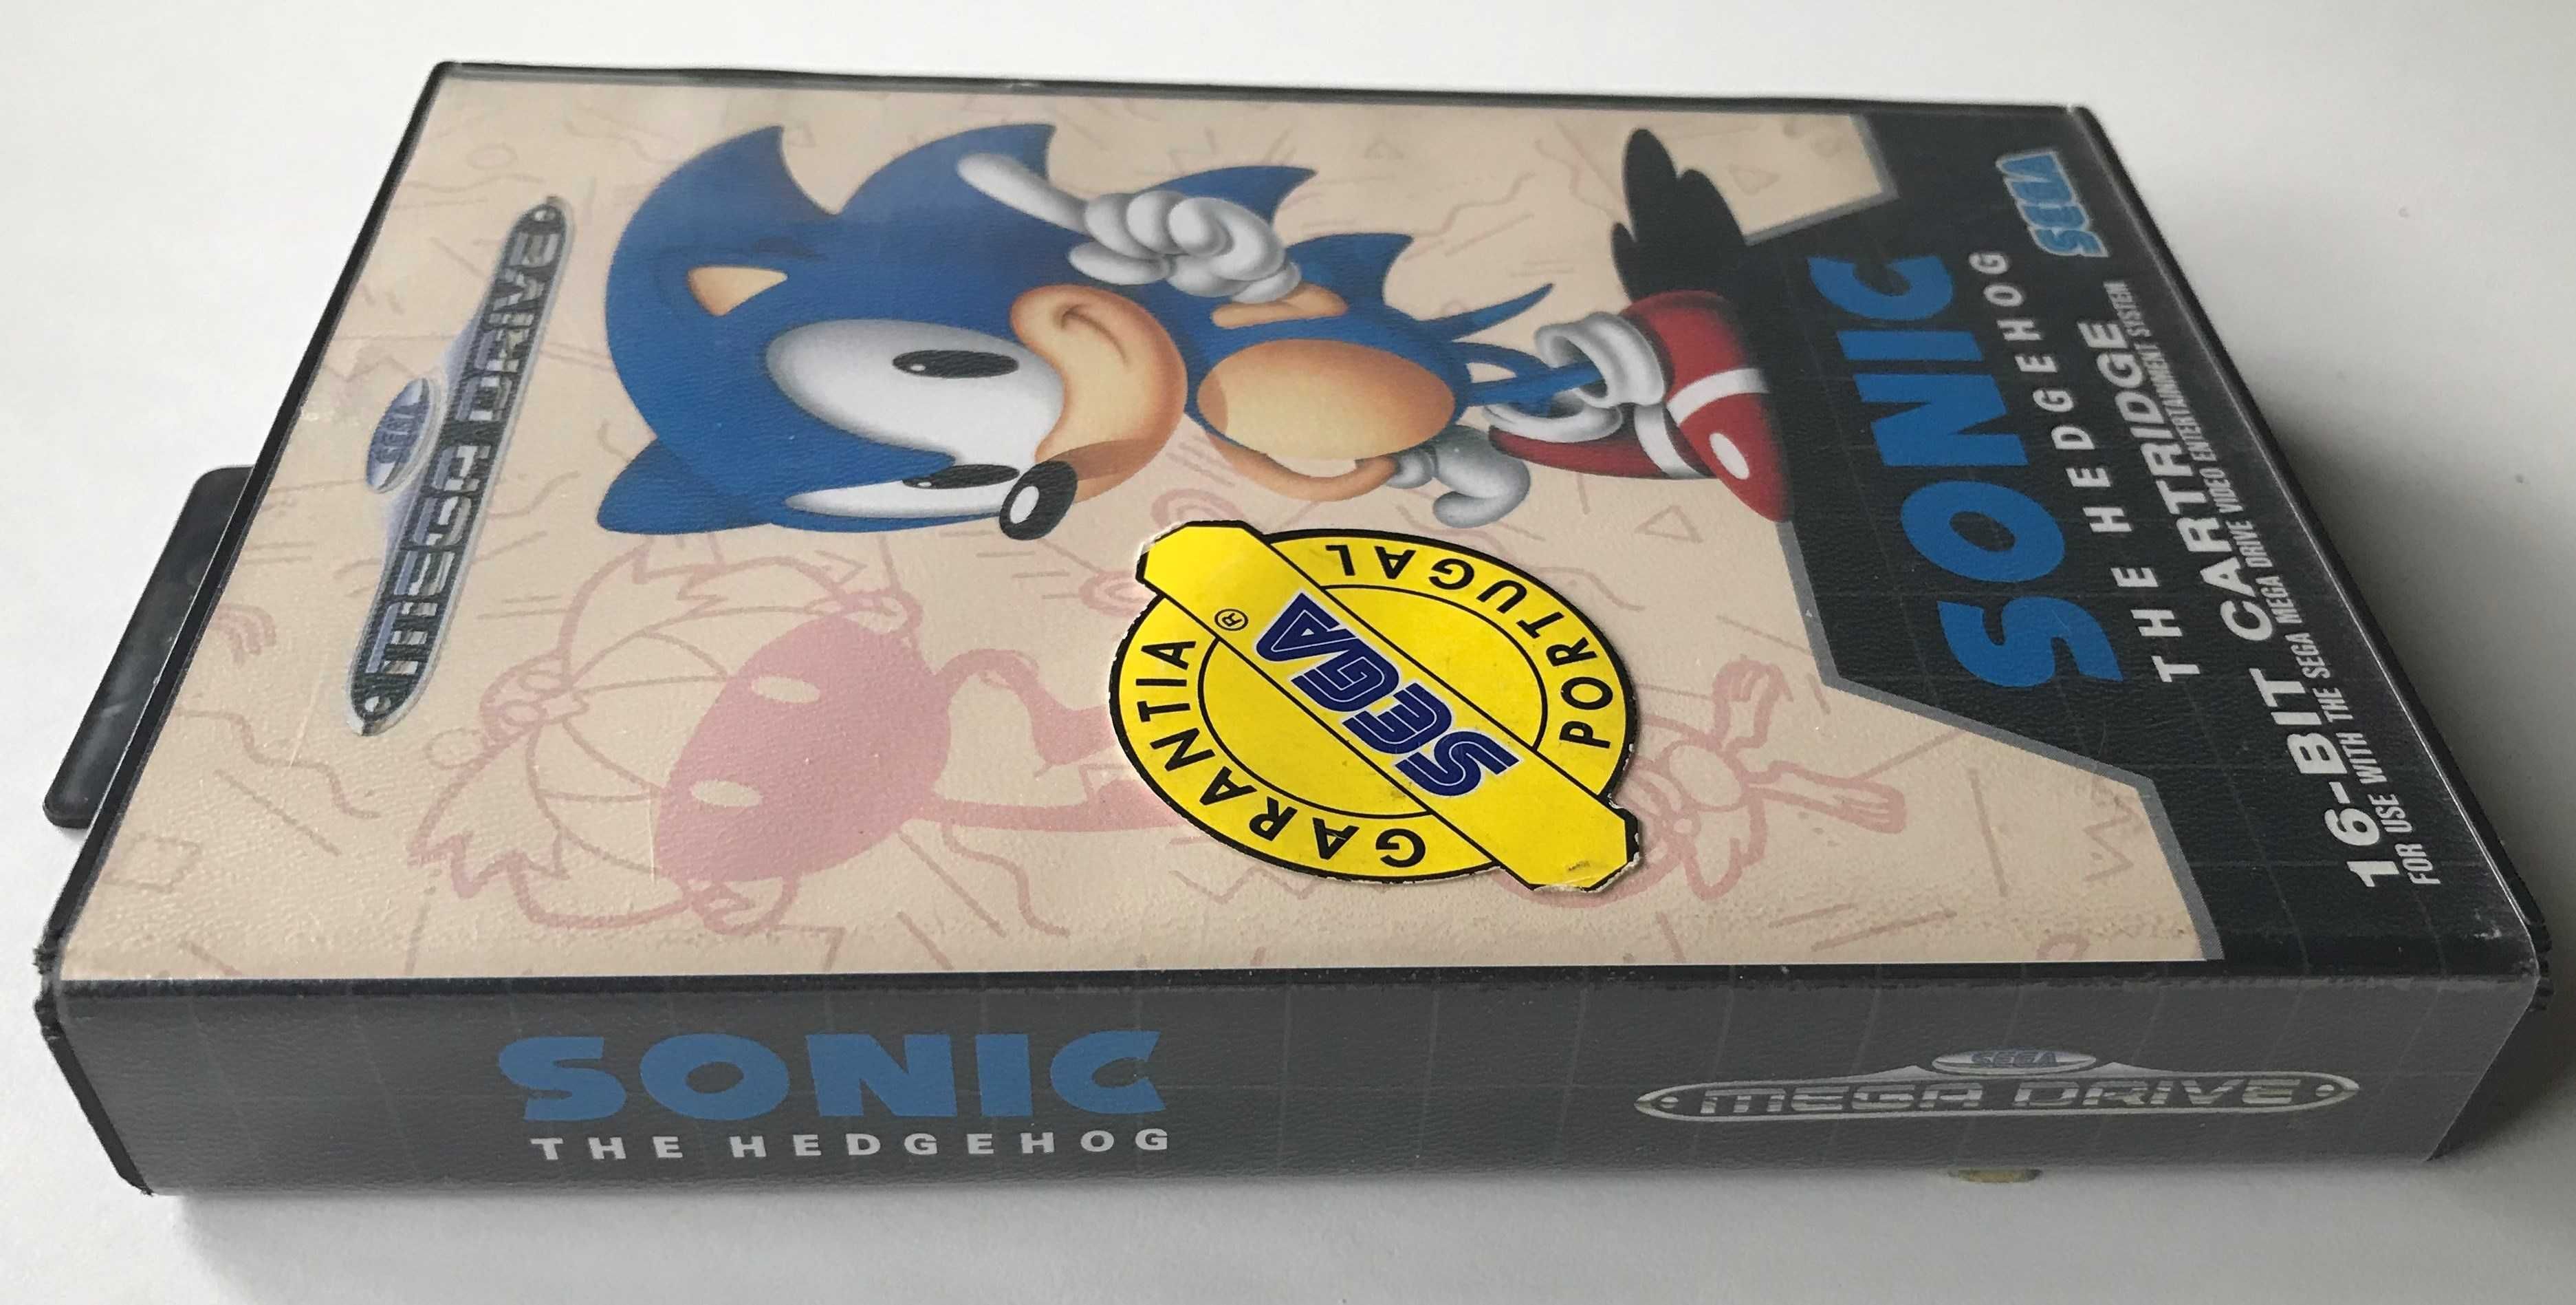 SEGA
MEGA DRIVE
GARANTIA
SEGA®
PORTUGAL
SONIC
THE HEDGEHOG
16-BIT CARTRIDGE
FOR USE WITH THE SEGA MEGA DRIVE VIDEO ENTERTAINMENT SYSTEM
SEGA
SONIC
THE HEDGEHOG
SEGA
MEGA DRIVE